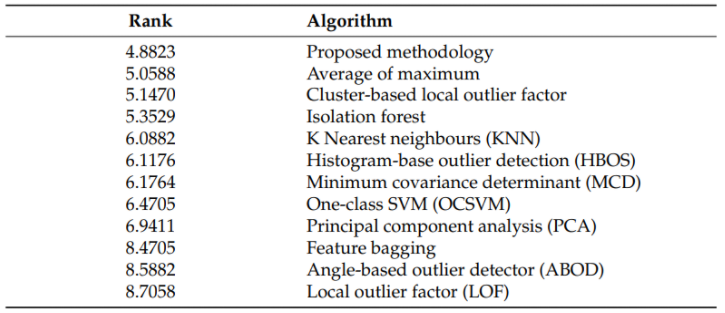 Rank Algorithm
4.8823 Proposed methodology
5.0588 Average of maximum
5.1470 Cluster-based local outlier factor
5.3529 Isolation forest
6.0882 K Nearest neighbours (KNN)
6.1176 Histogram-base outlier detection (HBOS)
6.1764 Minimum covariance determinant (MCD)
6.4705 One-class SVM (OCSVM)
6.9411 Principal component analysis (PCA)
8.4705 Feature bagging
8.5882 Angle-based outlier detector (ABOD)
8.7058 Local outlier factor (LOF)